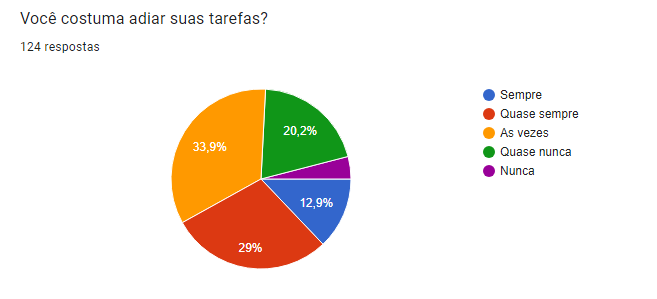 Você costuma adiar suas tarefas?
124 respostas
Sempre
Quase sempre
As vezes
Quase nunca
Nunca
20,2%
33,9%
12,9%
29%